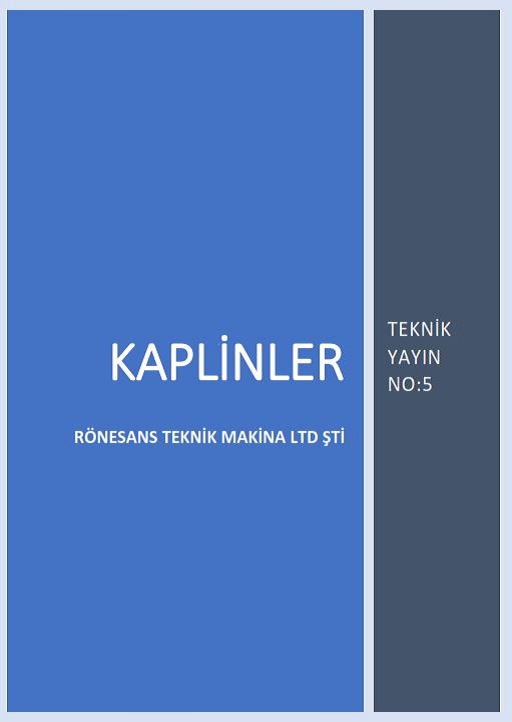 KAPLİNLER
RÖNESANS TEKNİK MAKİNA LTD ŞTİ
TEKNİK
YAYIN
NO:5